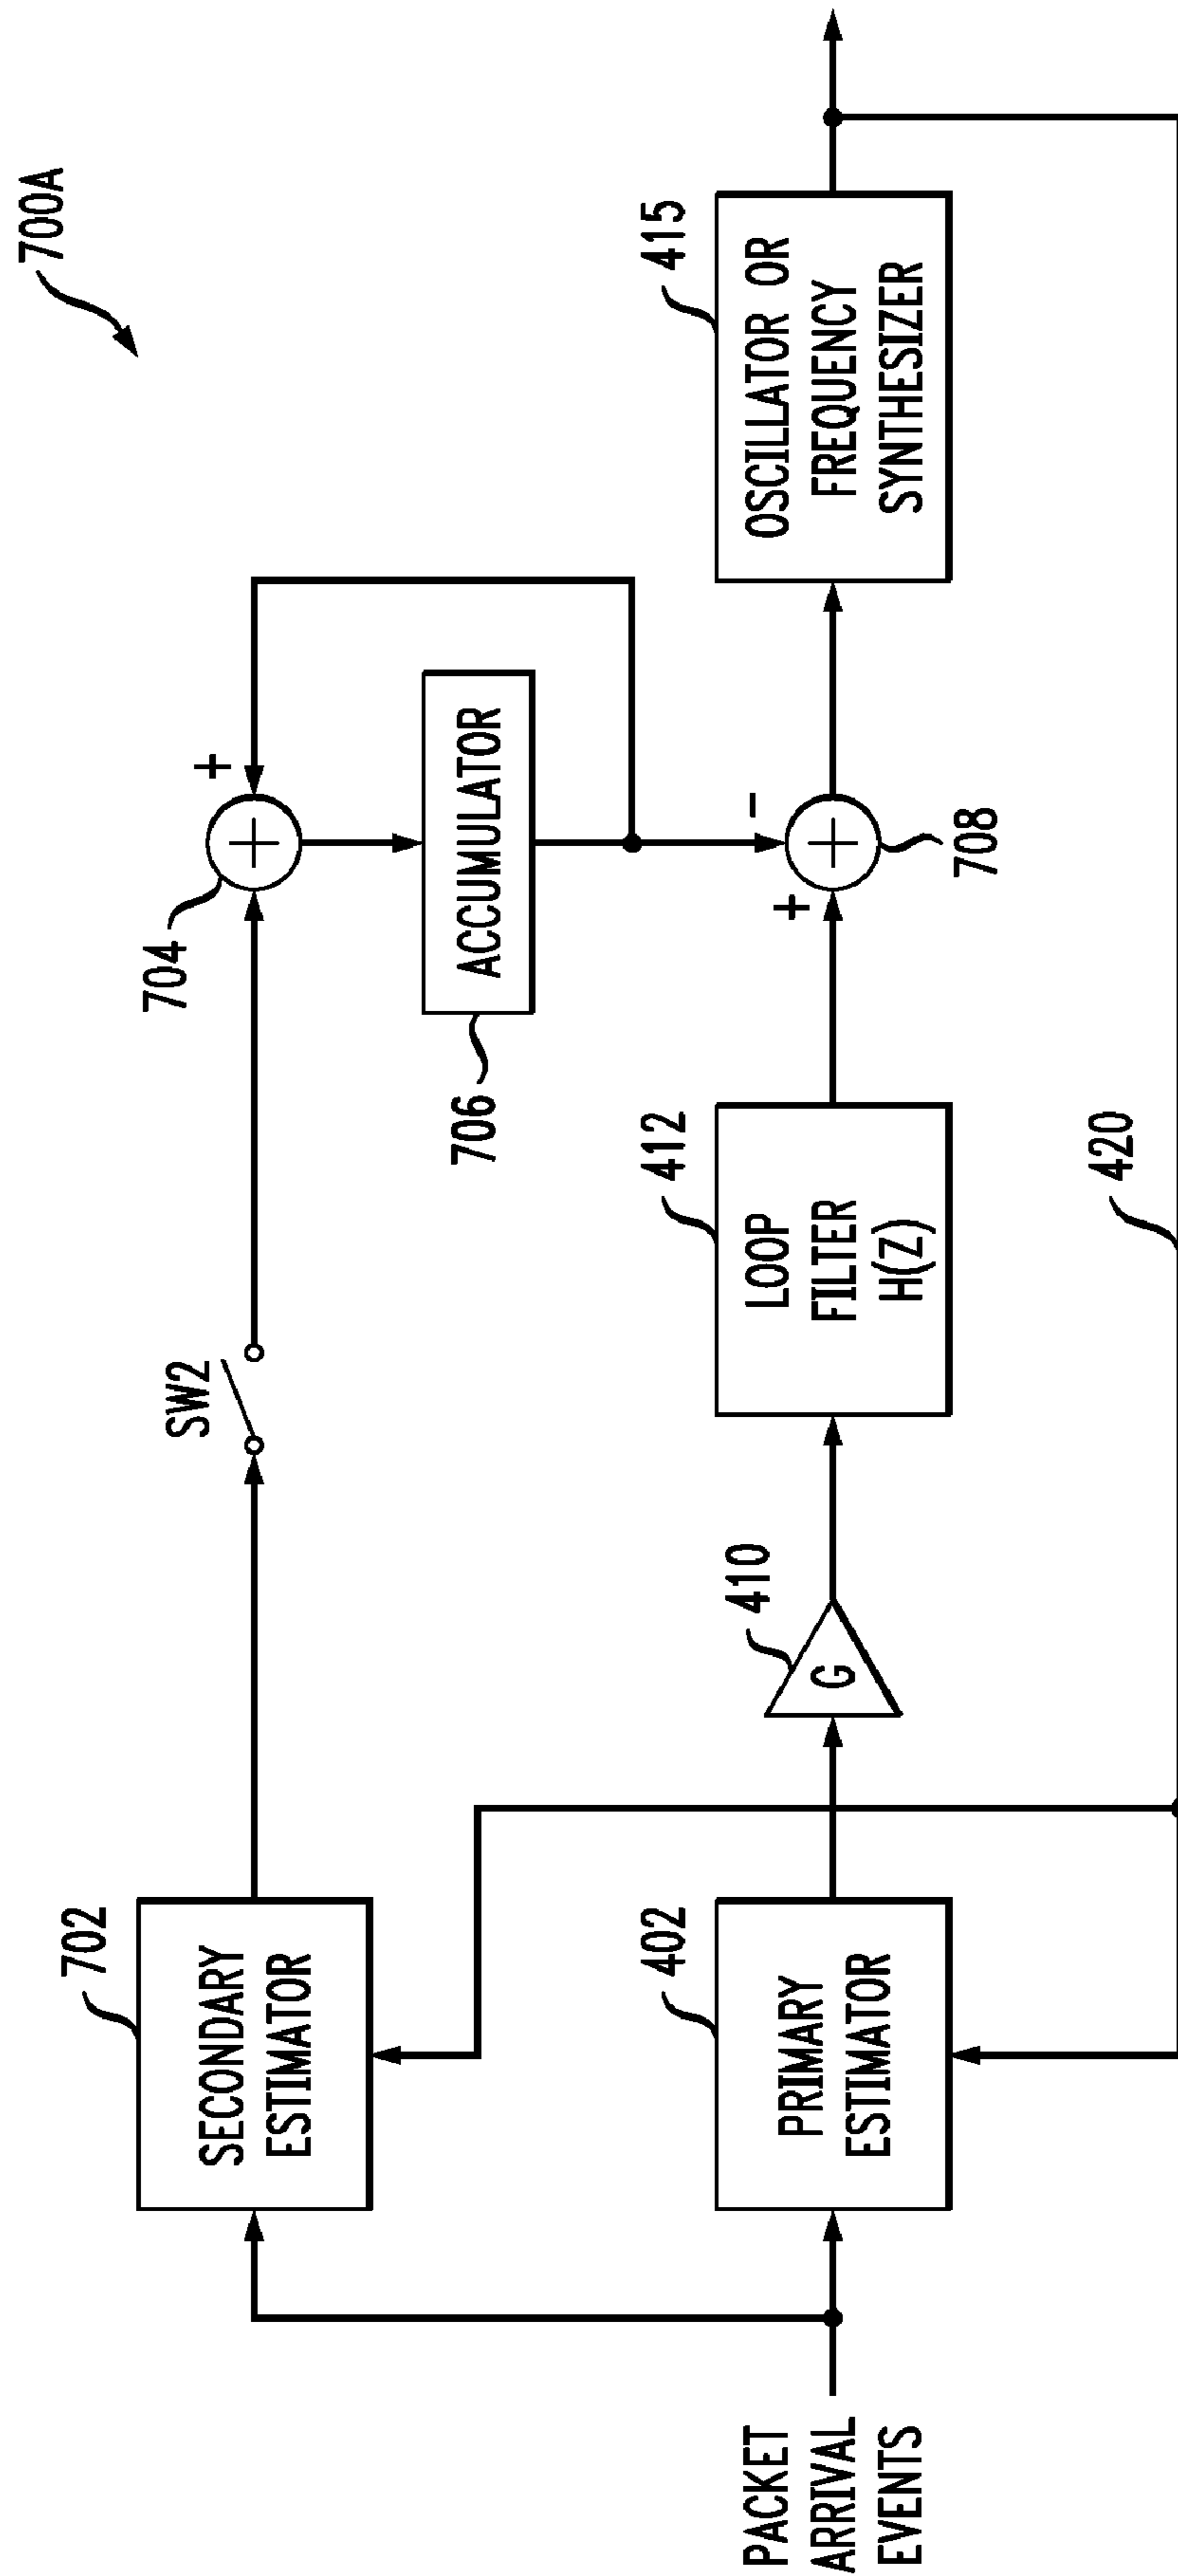 700A
702
SECONDARY
ESTIMATOR
SW2
704
+
+
ACCUMULATOR
706
PACKET
ARRIVAL
EVENTS
402
PRIMARY
ESTIMATOR
410
G
412
LOOP
FILTER
H(Z)
+
-
+
708
415
OSCILLATOR OR
FREQUENCY
SYNTHESIZER
420